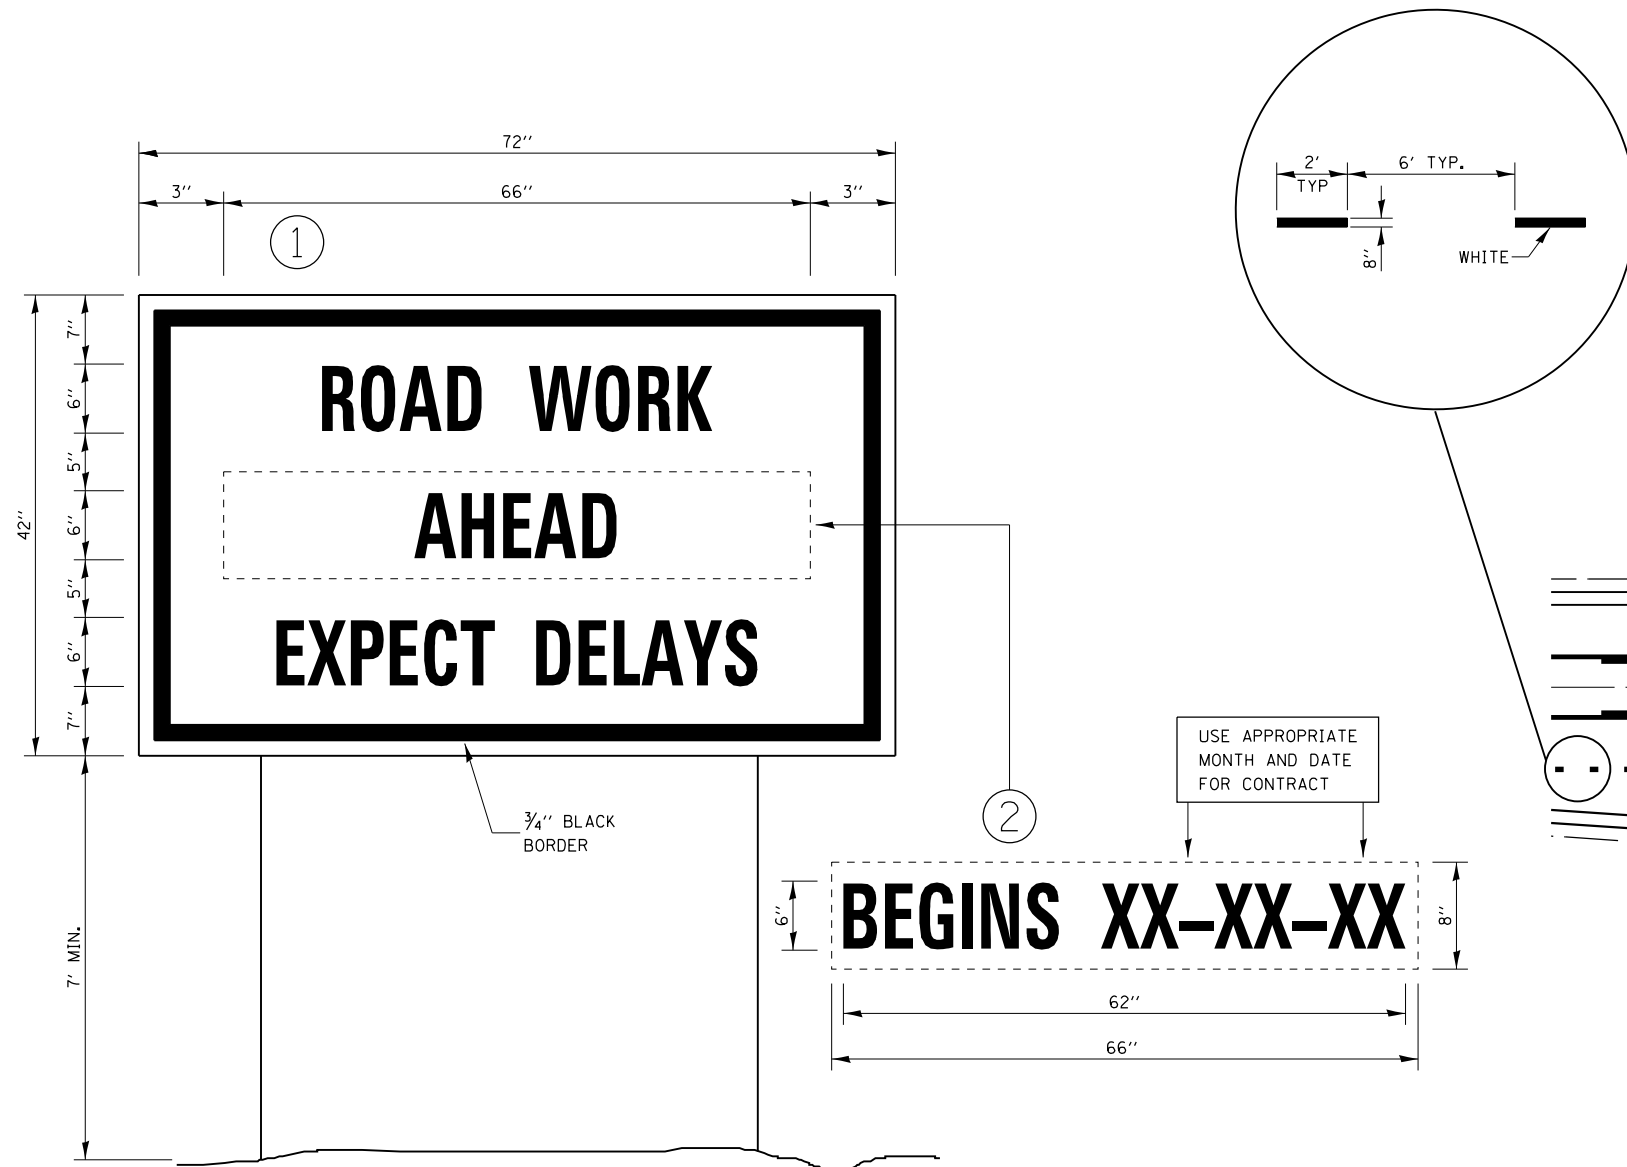 72''
3''
66''
3''
1
2'
TYP
6' TYP.
8''
WHITE
42''
7''
6''
5''
6''
5''
6''
7''
ROAD WORK
AHEAD
EXPECT DELAYS
3/4'' BLACK
BORDER
7' MIN.
2
USE APPROPRIATE
MONTH AND DATE
FOR CONTRACT
6''
BEGINS XX-XX-XX
8''
62''
66''